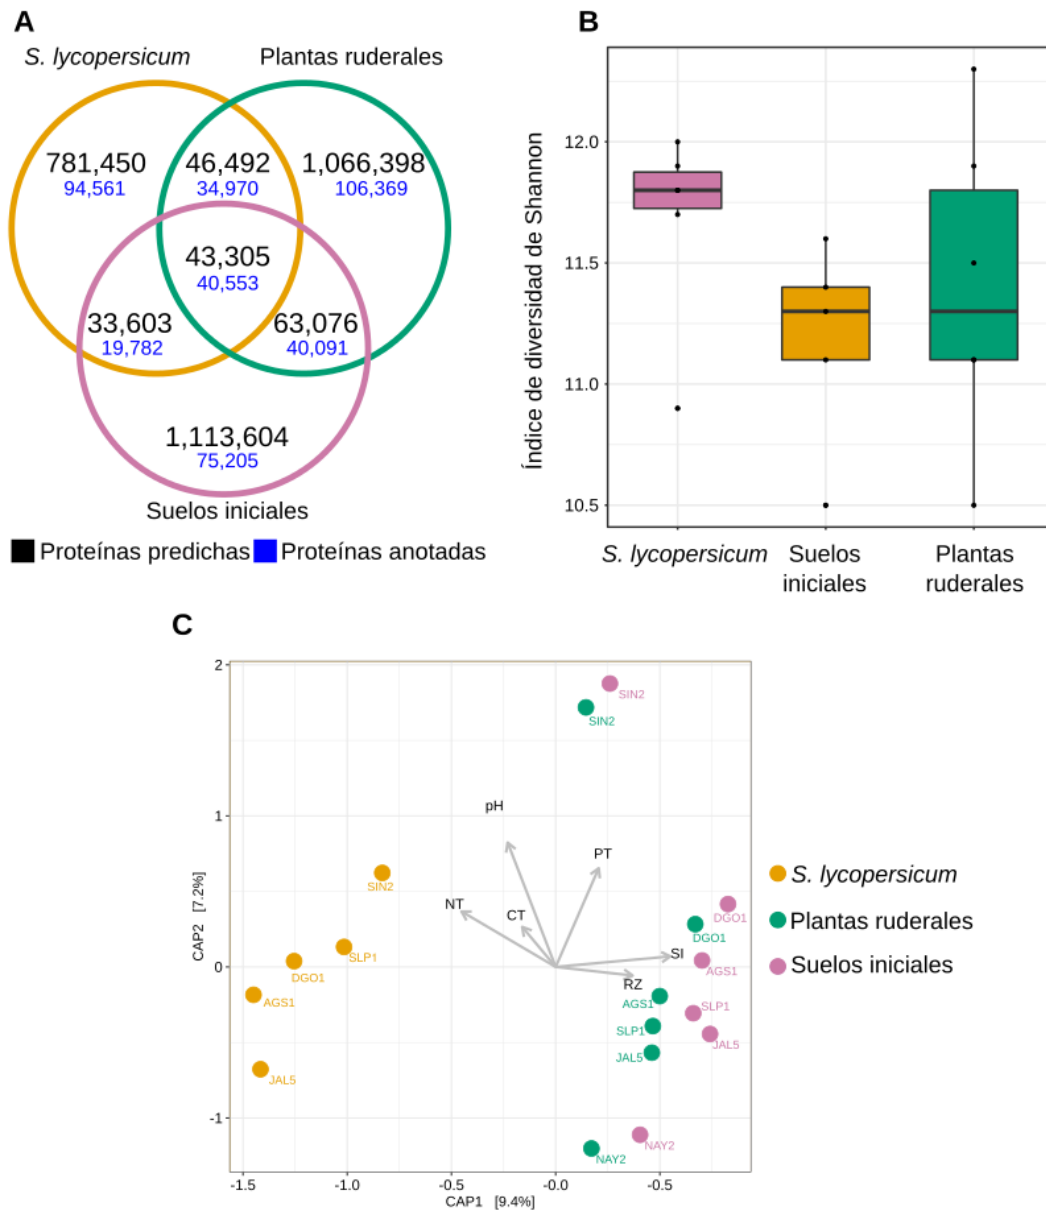 A
S. lycopersicum
Plantas ruderales
781,450
94,561
46,492
34,970
1,066,398
106,369
43,305
40,553
33,603
19,782
63,076
40,091
1,113,604
75,205
Suelos iniciales
Proteínas predichas
Proteínas anotadas
B
Índice de diversidad de Shannon
12.0
11.5
11.0
10.5
S. lycopersicum
Suelos
iniciales
Plantas
ruderales
C
CAP2 [7.2%]
2
1
0
-1
SIN2
SIN2
pH
PT
SIN2
NT
CT
DGO1
DGO1
SLP1
SI
DGO1
AGS1
RZ
AGS1
AGS1
SLP1
SLP1
JAL5
JAL5
JAL5
NAY2
NAY2
-1.5
-1.0
-0.5
-0.0
-0.5
CAP1 [9.4%]
S. lycopersicum
Plantas ruderales
Suelos iniciales